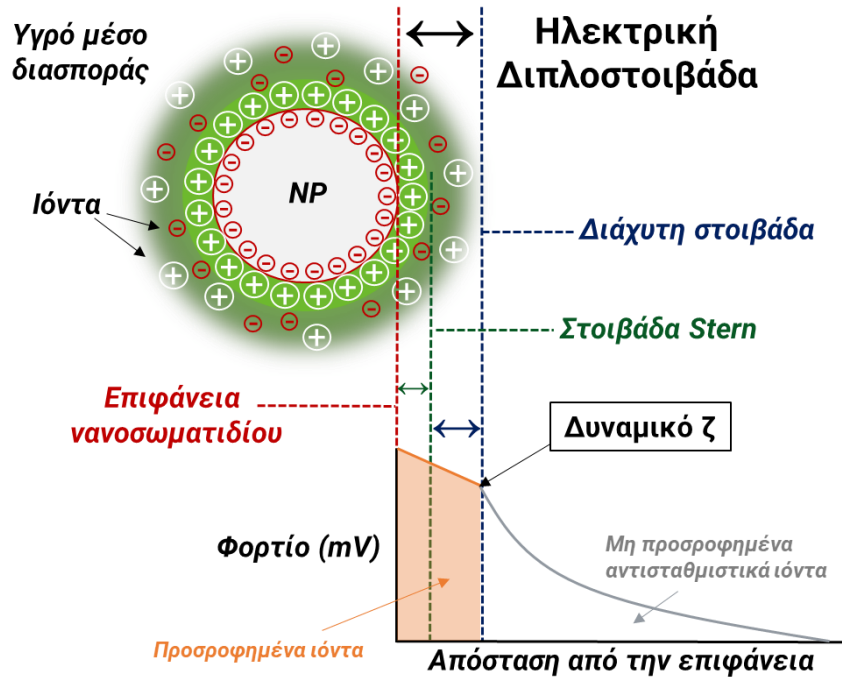 Υγρό μέσο
διασποράς
Ηλεκτρική
Διπλοστοιβάδα
NP
Ιόντα
Διάχυτη στοιβάδα
Στοιβάδα Stern
Επιφάνεια
νανοσωματιδίου
Δυναμικό ζ
Φορτίο (mV)
Μη προσροφημένα
αντισταθμιστικά ιόντα
Προσροφημένα ιόντα
Απόσταση από την επιφάνεια